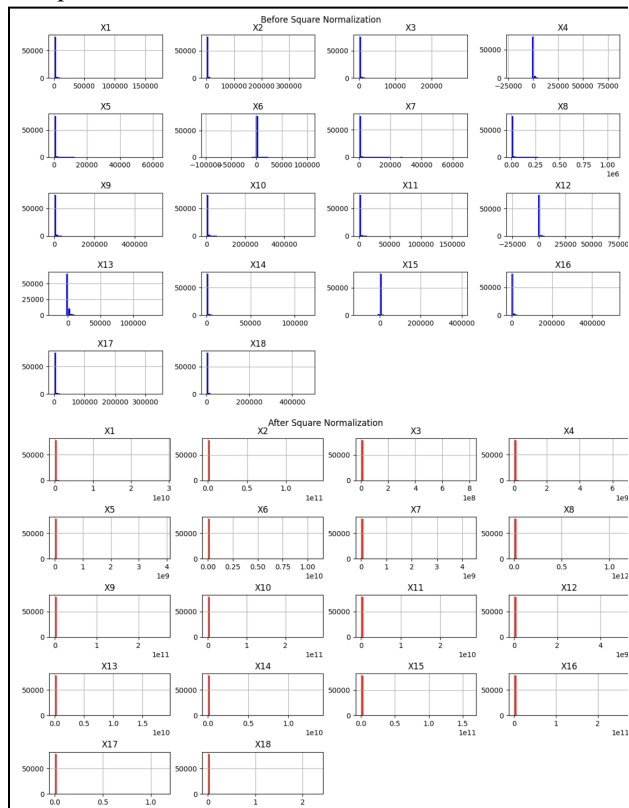 Before Square Normalization
X1 X2 X3 X4
50000 50000 50000 50000
0 0 0 0
0 50000 100000 150000 0 100000 200000 300000 0 10000 20000 −25000 0 25000 50000 75000
X5 X6 X7 X8
50000 50000 50000 50000
0 0 0 0
0 20000 40000 60000 −100000 −50000 0 50000 100000 0 20000 40000 60000 0.00 0.25 0.50 0.75 1.00
1e6
X9 X10 X11 X12
50000 50000 50000 50000
0 0 0 0
0 200000 400000 0 200000 400000 0 50000 100000 150000 −25000 0 25000 50000 75000
X13 X14 X15 X16
50000 50000 50000 50000
25000
0 0 0 0
0 50000 100000 0 50000 100000 0 200000 400000 0 200000 400000
X17 X18
50000 50000
0 0
0 100000 200000 300000 0 200000 400000
After Square Normalization
X1 X2 X3 X4
50000 50000 50000 50000
0 0 0 0
0 1 2 3 0.0 0.5 1.0 0 2 4 6 8 0 2 4 6
1e10 1e11 1e8 1e9
X5 X6 X7 X8
50000 50000 50000 50000
0 0 0 0
0 1 2 3 4 0.00 0.25 0.50 0.75 1.00 0 1 2 3 4 0.0 0.5 1.0
1e9 1e10 1e9 1e12
X9 X10 X11 X12
50000 50000 50000 50000
0 0 0 0
0 1 2 0 1 2 0 1 2 0 2 4
1e11 1e11 1e10 1e9
X13 X14 X15 X16
50000 50000 50000 50000
0 0 0 0
0.0 0.5 1.0 1.5 0.0 0.5 1.0 0.0 0.5 1.0 1.5 0 1 2
1e10 1e10 1e11 1e11
X17 X18
50000 50000
0 0
0.0 0.5 1.0 0 1 2